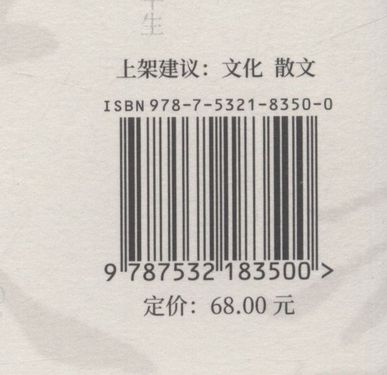 生
上架建议：文化 散文
ISBN 978-7-5321-8350-0
9 787532 183500 >
定价：68.00 元